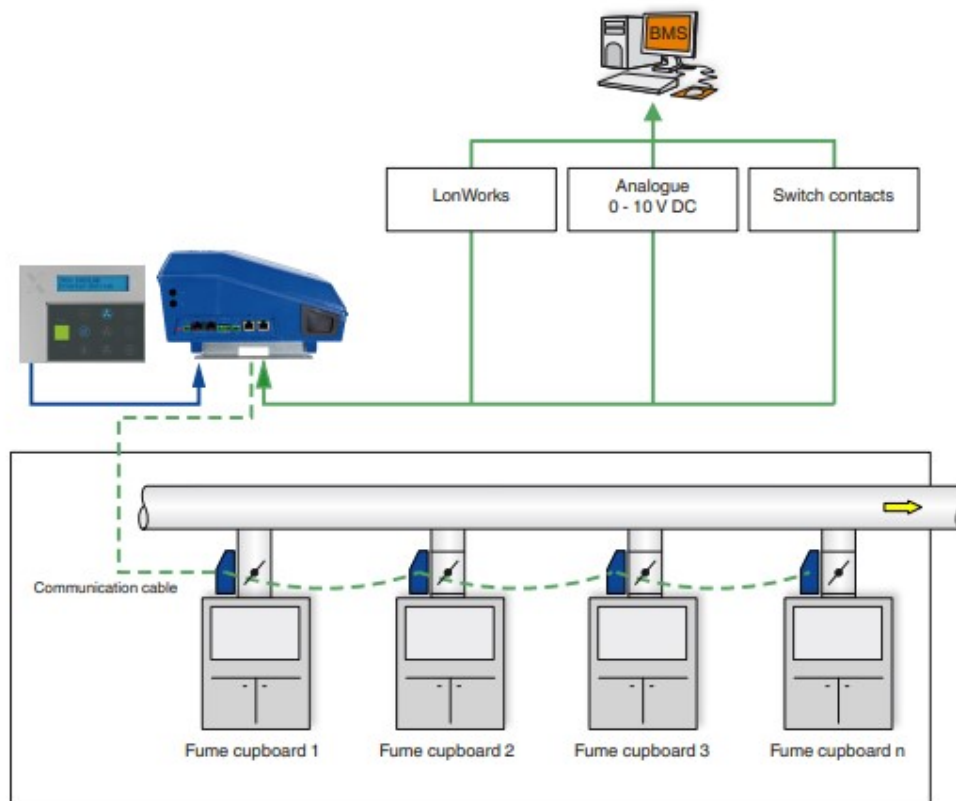 BMS
LonWorks
Analogue
0 - 10 V DC
Switch contacts
Communication cable
Fume cupboard 1
Fume cupboard 2
Fume cupboard 3
Fume cupboard n